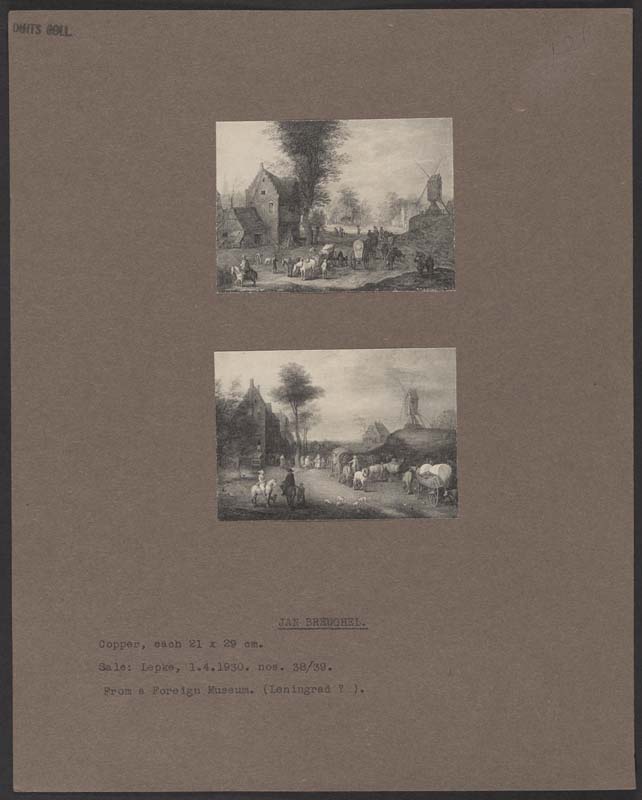 DUITS COLL.
JAN BREUGHEL.
Copper, each 21 x 29 cm.
Sale: Lepke, 1.4.1930. nos. 38/39.
From a Foreign Museum. (Leningrad ? ).